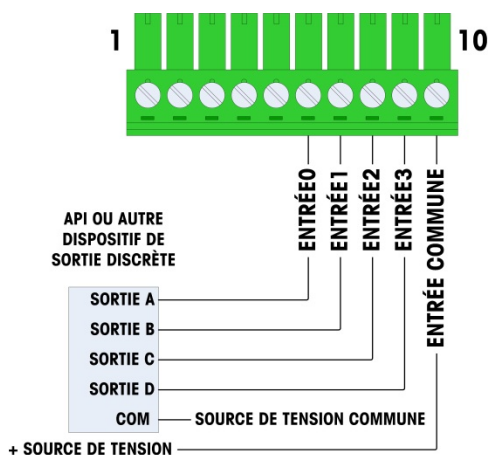 1
10
ENTRÉE0
ENTRÉE1
ENTRÉE2
ENTRÉE3
ENTRÉE COMMUNE
API OU AUTRE
DISPOSITIF DE
SORTIE DISCRÈTE
SORTIE A
SORTIE B
SORTIE C
SORTIE D
COM
SOURCE DE TENSION COMMUNE
+ SOURCE DE TENSION